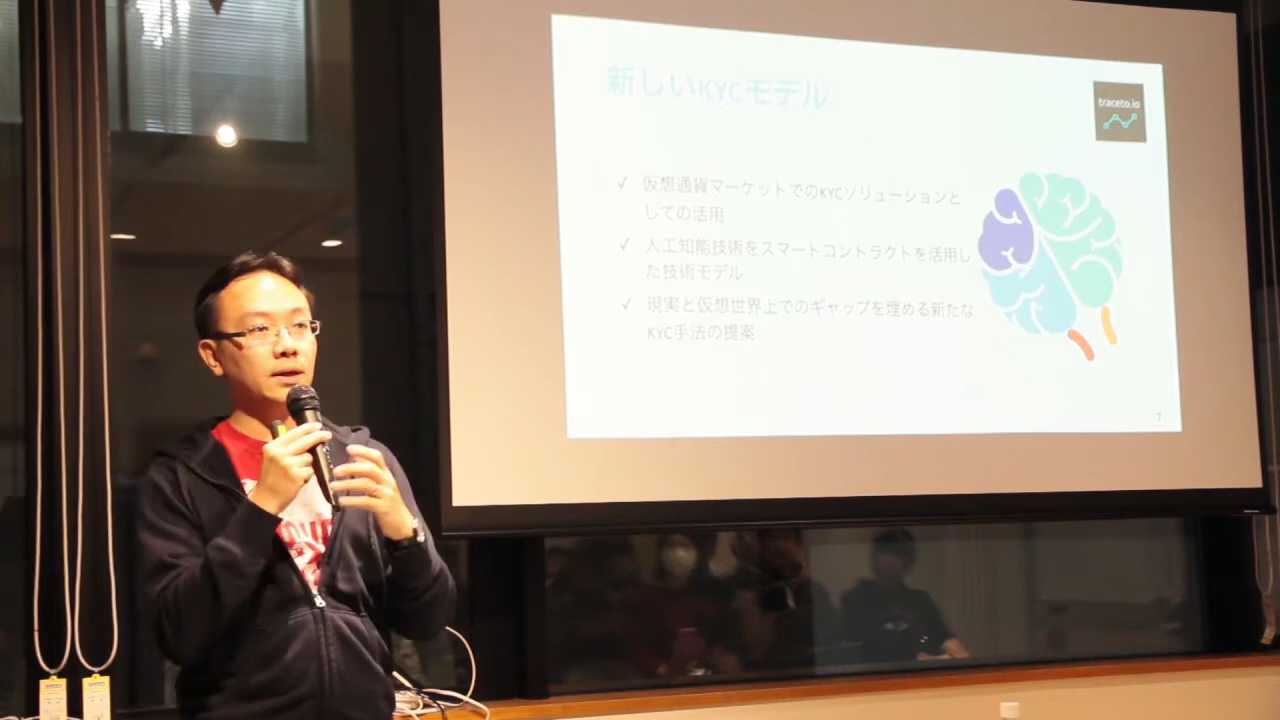 新しいKYCモデル
traceto.io
✓ 仮想通貨マーケットでのKYCソリューションと
しての活用
✓ 人工知能技術をスマートコントラクトを活用し
た技術モデル
✓ 現実と仮想世界上でのギャップを埋める新たな
KYC手法の提案
7